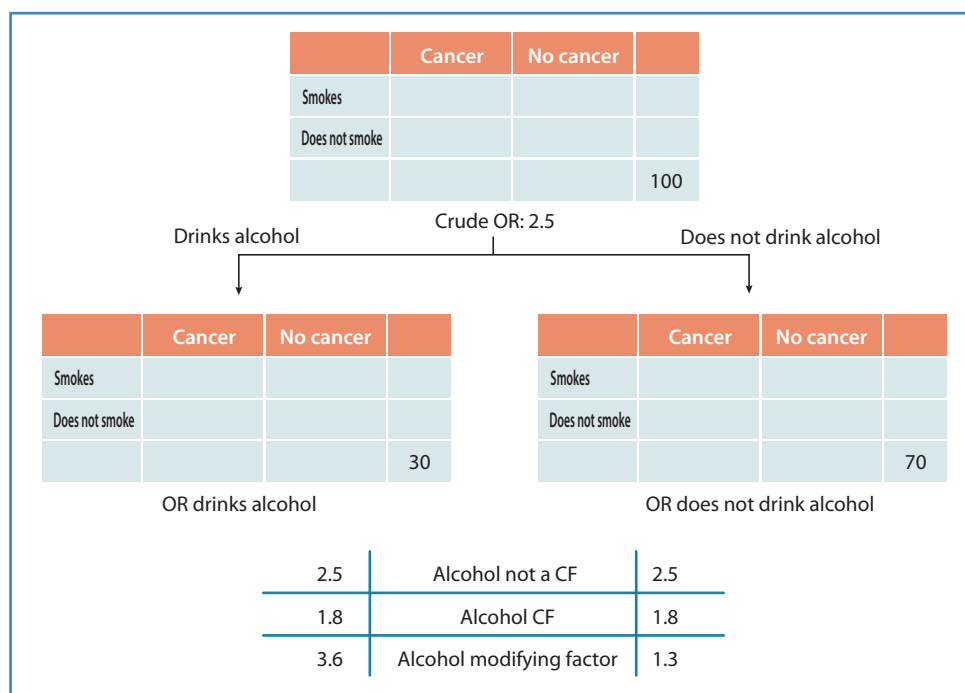 Cancer No cancer
Smokes
Does not smoke
100
Crude OR: 2.5
Drinks alcohol Does not drink alcohol
Cancer No cancer
Smokes
Does not smoke
30
OR drinks alcohol
Cancer No cancer
Smokes
Does not smoke
70
OR does not drink alcohol
2.5 Alcohol not a CF 2.5
1.8 Alcohol CF 1.8
3.6 Alcohol modifying factor 1.3